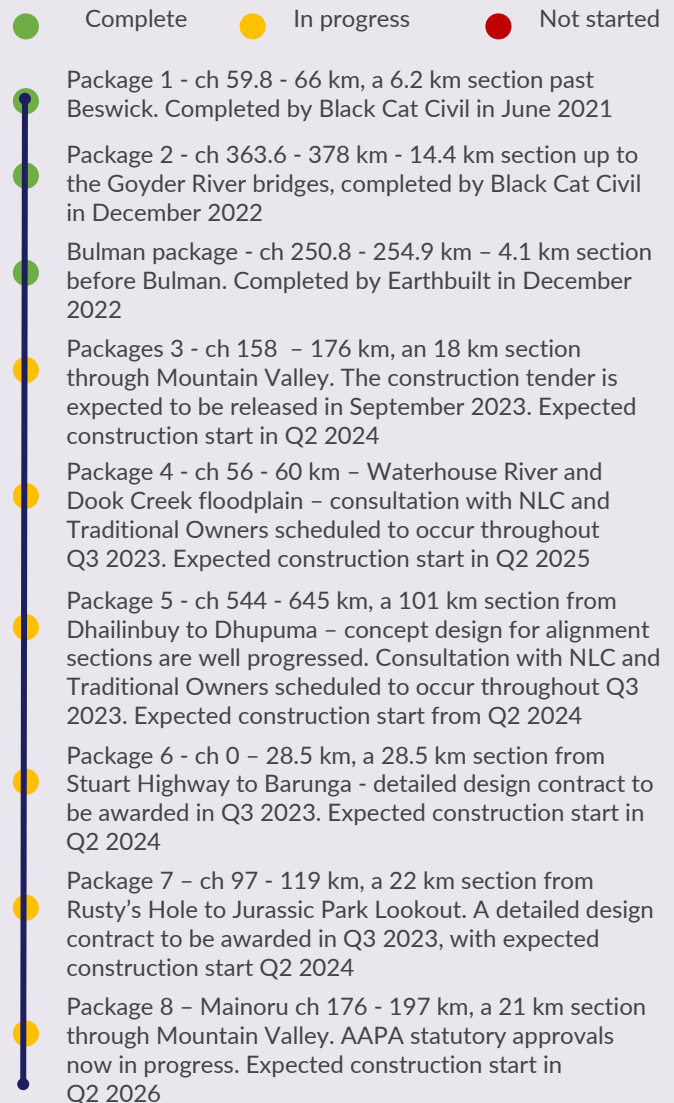 Complete In progress Not started
Package 1 - ch 59.8 - 66 km, a 6.2 km section past
Beswick. Completed by Black Cat Civil in June 2021
Package 2 - ch 363.6 - 378 km - 14.4 km section up to
the Goyder River bridges, completed by Black Cat Civil
in December 2022
Bulman package - ch 250.8 - 254.9 km – 4.1 km section
before Bulman. Completed by Earthbuilt in December
2022
Packages 3 - ch 158 – 176 km, an 18 km section
through Mountain Valley. The construction tender is
expected to be released in September 2023. Expected
construction start in Q2 2024
Package 4 - ch 56 - 60 km – Waterhouse River and
Dook Creek floodplain – consultation with NLC and
Traditional Owners scheduled to occur throughout
Q3 2023. Expected construction start in Q2 2025
Package 5 - ch 544 - 645 km, a 101 km section from
Dhailinbuy to Dhupuma – concept design for alignment
sections are well progressed. Consultation with NLC and
Traditional Owners scheduled to occur throughout Q3
2023. Expected construction start from Q2 2024
Package 6 - ch 0 – 28.5 km, a 28.5 km section from
Stuart Highway to Barunga - detailed design contract to
be awarded in Q3 2023. Expected construction start in
Q2 2024
Package 7 – ch 97 - 119 km, a 22 km section from
Rusty’s Hole to Jurassic Park Lookout. A detailed design
contract to be awarded in Q3 2023, with expected
construction start Q2 2024
Package 8 – Mainoru ch 176 - 197 km, a 21 km section
through Mountain Valley. AAPA statutory approvals
now in progress. Expected construction start in
Q2 2026